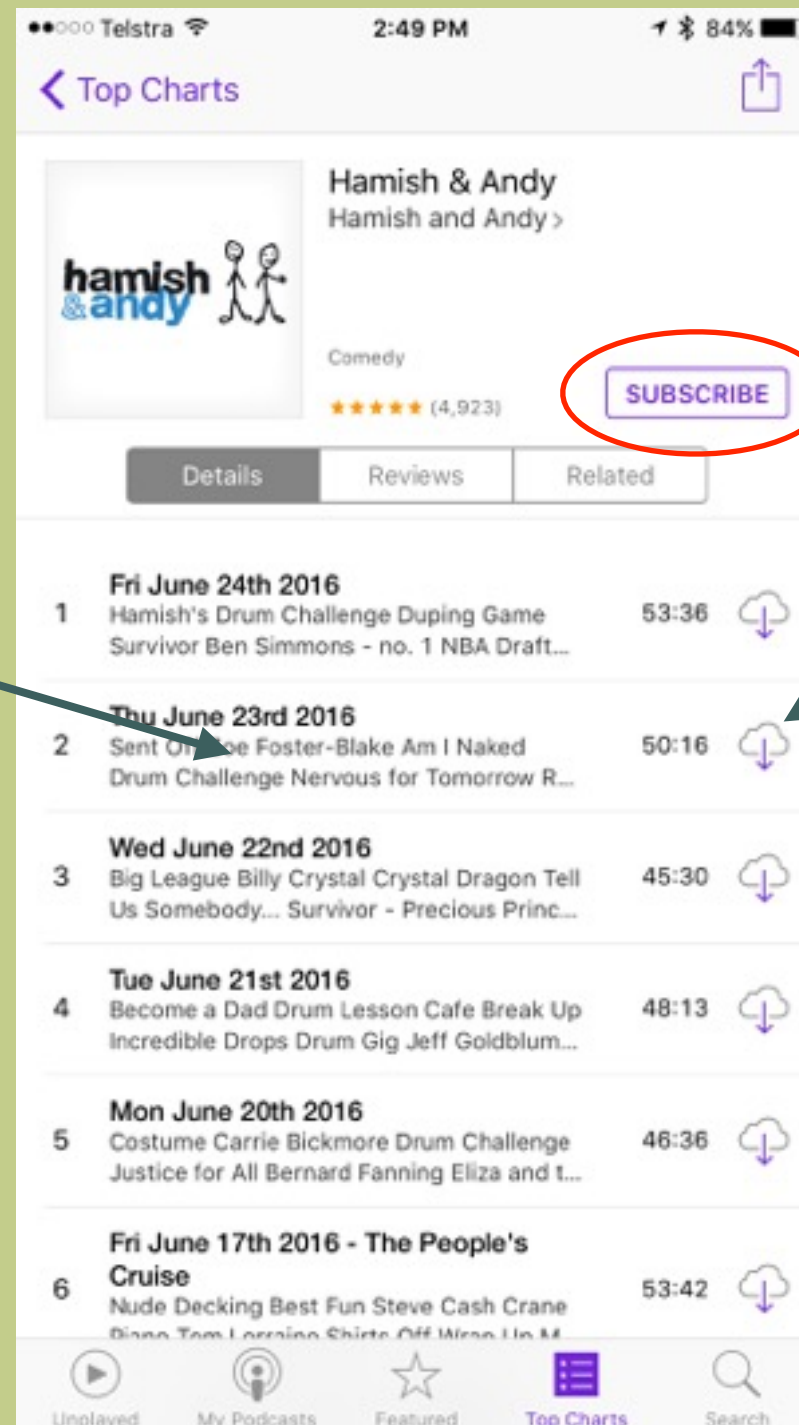 Telstra 2:49 PM 84%
Top Charts
hamish
& andy
Hamish & Andy
Hamish and Andy >
Comedy
★★★★★ (4,923)
SUBSCRIBE
Details Reviews Related
1
Fri June 24th 2016
Hamish's Drum Challenge Duping Game
Survivor Ben Simmons - no. 1 NBA Draft...
53:36
2
Thu June 23rd 2016
Sent Foster-Blake Am I Naked
Drum Challenge Nervous for Tomorrow R...
50:16
3
Wed June 22nd 2016
Big League Billy Crystal Crystal Dragon Tell
Us Somebody... Survivor - Precious Princ...
45:30
4
Tue June 21st 2016
Become a Dad Drum Lesson Cafe Break Up
Incredible Drops Drum Gig Jeff Goldblum...
48:13
5
Mon June 20th 2016
Costume Carrie Bickmore Drum Challenge
Justice for All Bernard Fanning Eliza and t...
46:36
6
Fri June 17th 2016 - The People's
Cruise
Nude Decking Best Fun Steve Cash Crane
Piano Tom Lorraine Shirts Off Wrap Up M
53:42
Unplayed My Podcasts Featured Top Charts Search